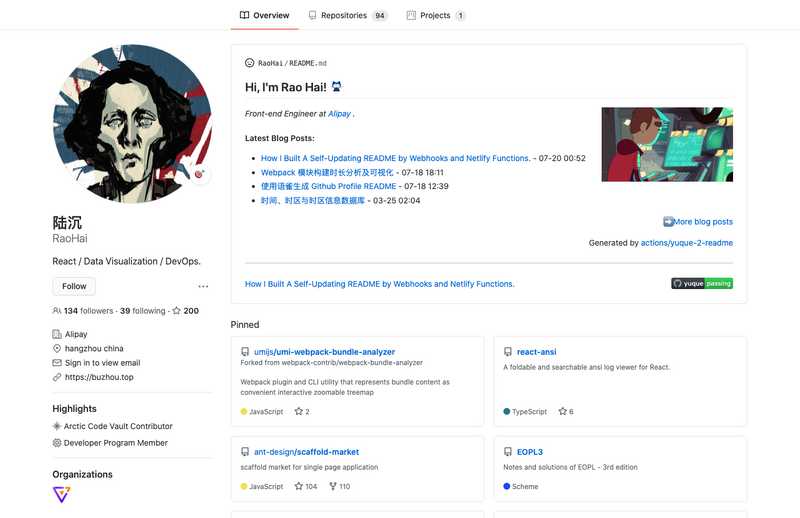 Overview
Repositories 94
Projects 1
陆沉
RaoHai
React / Data Visualization / DevOps.
Follow
134 followers · 39 following · 200
Alipay
hangzhou china
Sign in to view email
https://buzhou.top
Highlights
Arctic Code Vault Contributor
Developer Program Member
Organizations
RaoHai/README.md
Hi, I'm Rao Hai!
Front-end Engineer at Alipay .
Latest Blog Posts:
How I Built A Self-Updating README by Webhooks and Netlify Functions. - 07-20 00:52
Webpack 模块构建时长分析及可视化 - 07-18 18:11
使用语雀生成 Github Profile README - 07-18 12:39
时间、时区与时区信息数据库 - 03-25 02:04
More blog posts
Generated by actions/yuque-2-readme
How I Built A Self-Updating README by Webhooks and Netlify Functions.
yuque passing
Pinned
umijs/umi-webpack-bundle-analyzer
Forked from webpack-contrib/webpack-bundle-analyzer
Webpack plugin and CLI utility that represents bundle content as
convenient interactive zoomable treemap
JavaScript 2
react-ansi
A foldable and searchable ansi log viewer for React.
TypeScript 6
ant-design/scaffold-market
scaffold market for single page application
JavaScript 104 110
EOPL3
Notes and solutions of EOPL - 3rd edition
Scheme